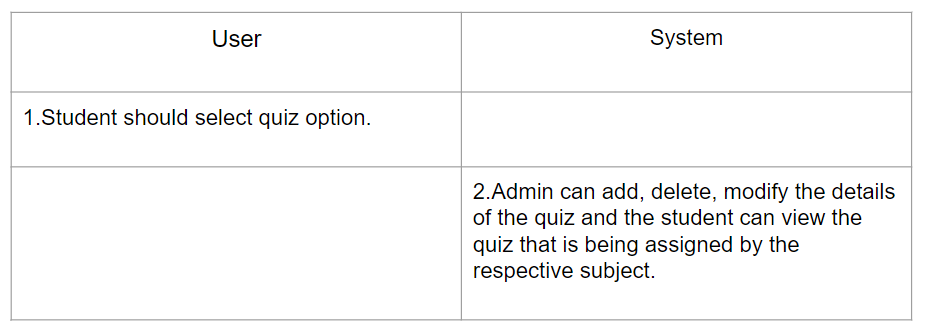 User
System
1.Student should select quiz option.
2.Admin can add, delete, modify the details
of the quiz and the student can view the
quiz that is being assigned by the
respective subject.